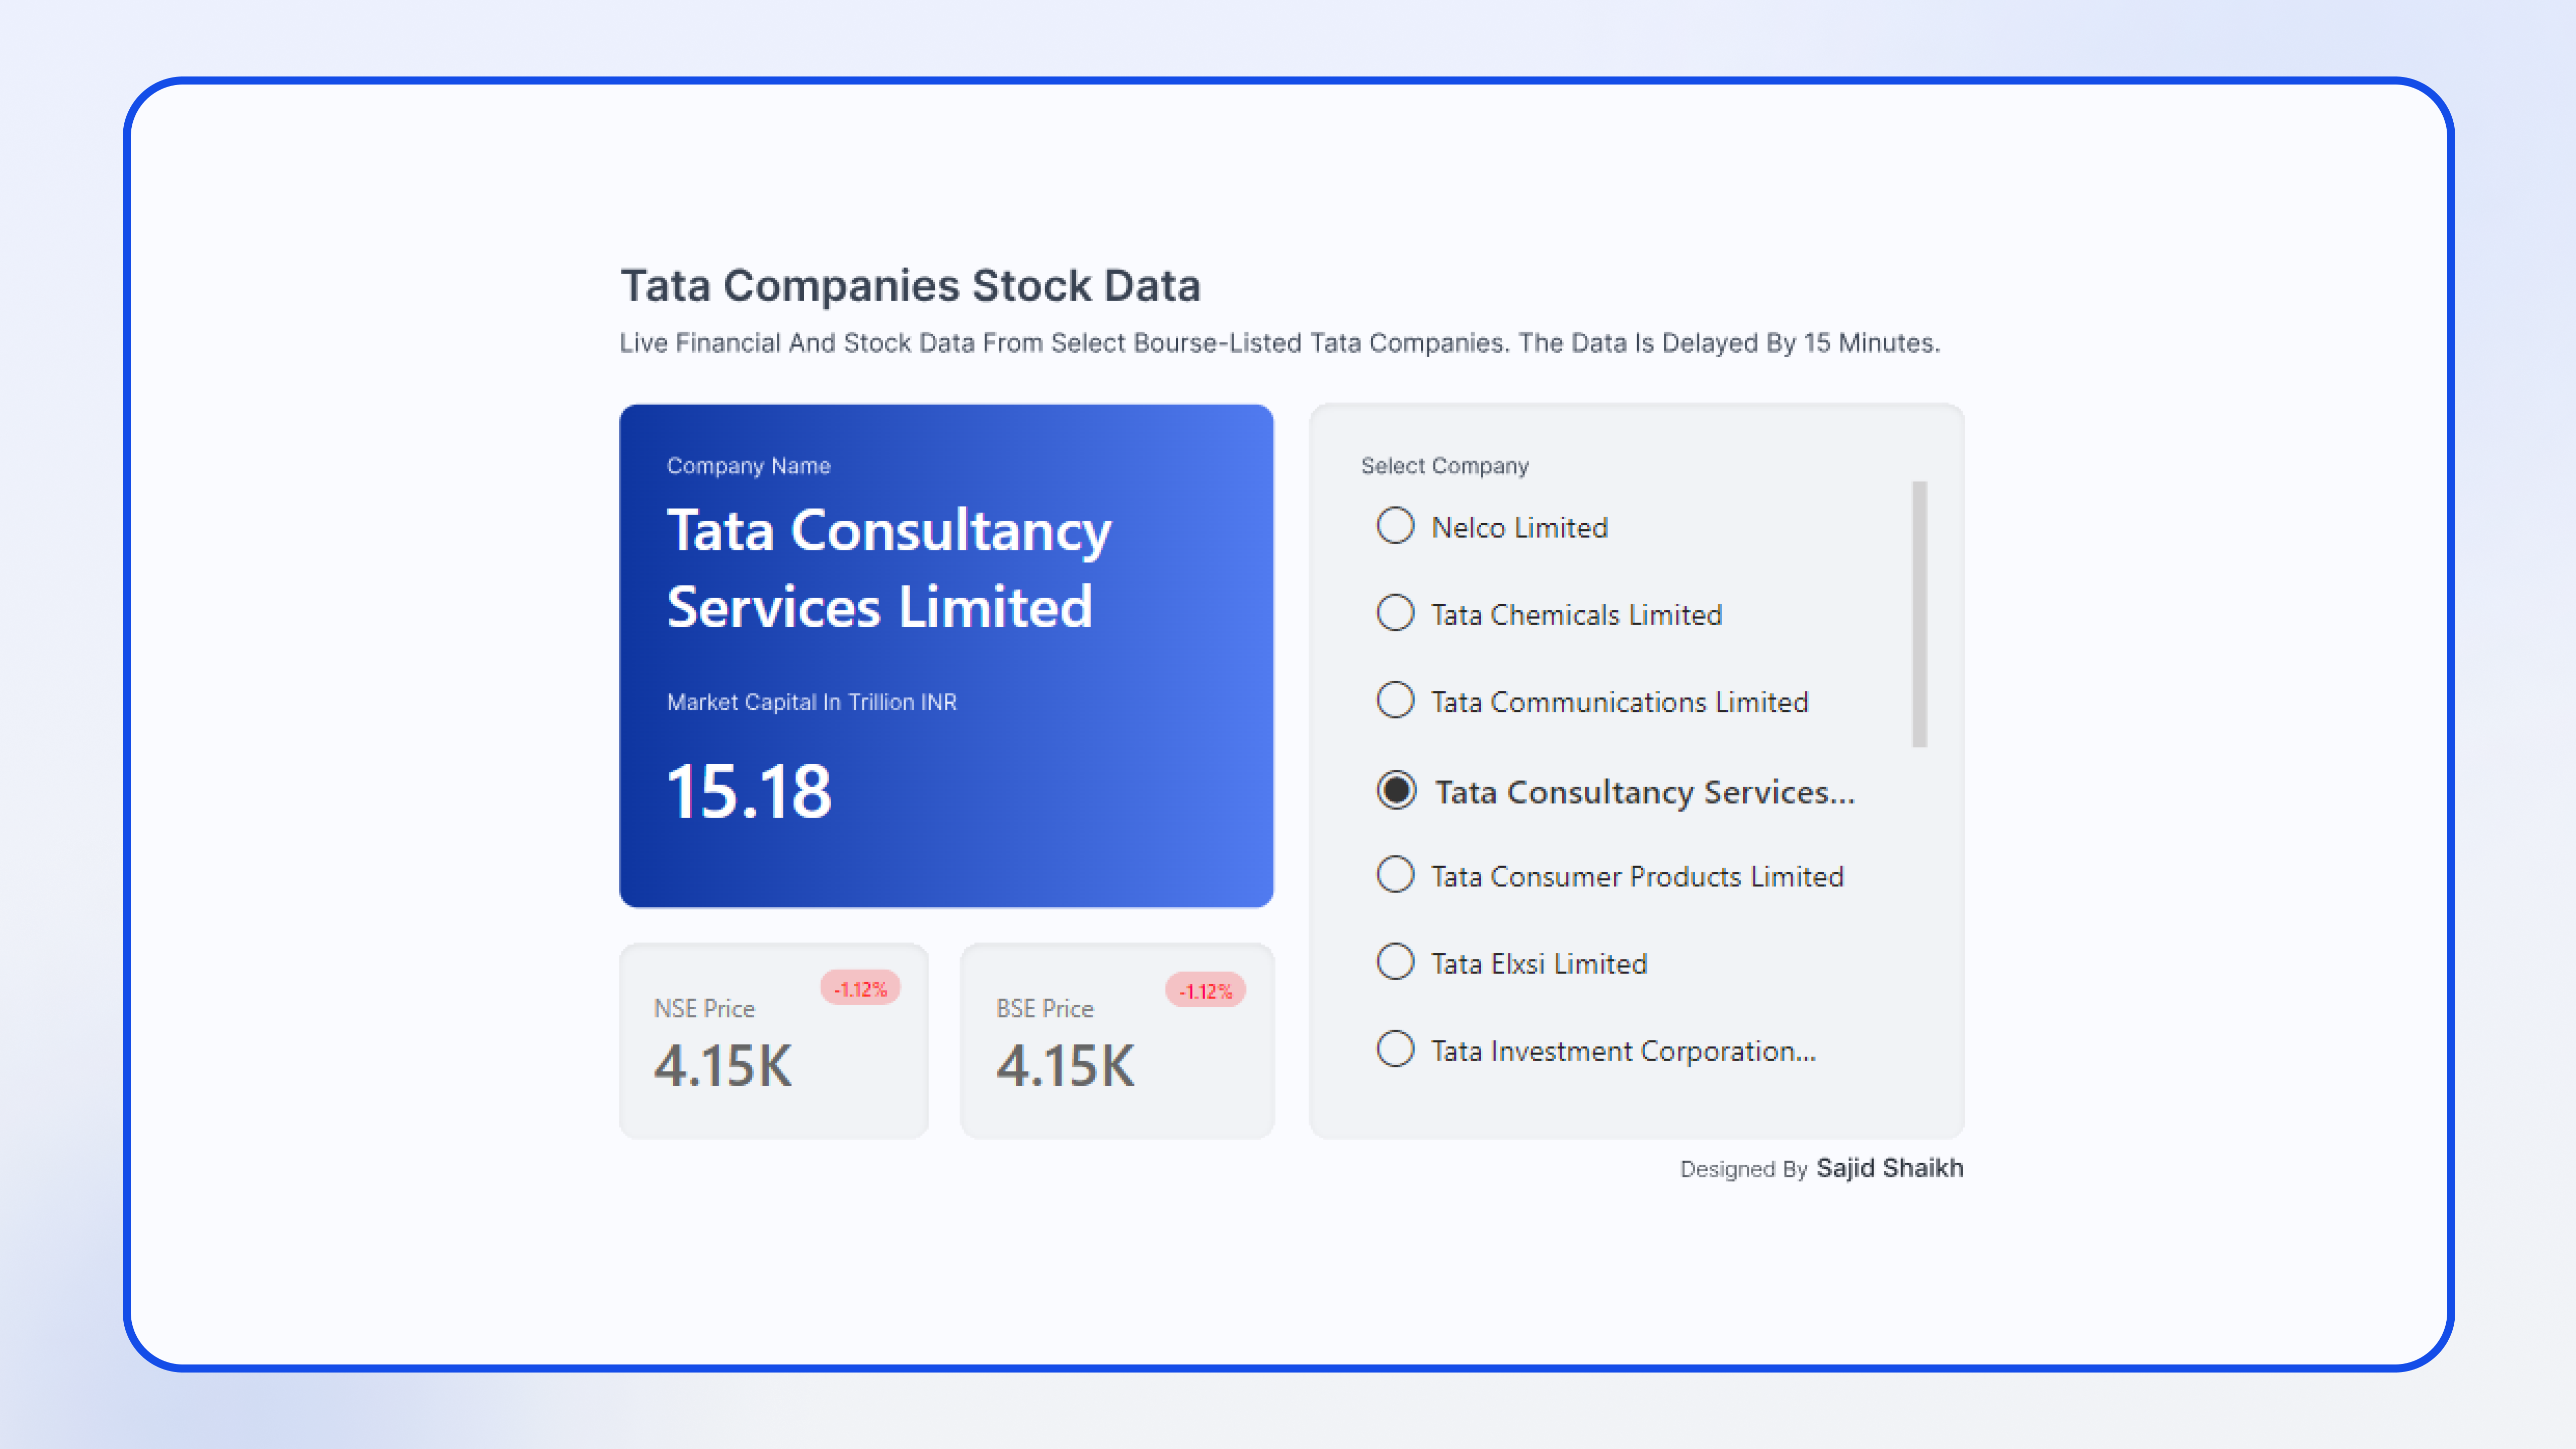 Tata Companies Stock Data
Live Financial And Stock Data From Select Bourse-Listed Tata Companies. The Data Is Delayed By 15 Minutes.
Company Name
Tata Consultancy
Services Limited
Market Capital In Trillion INR
15.18
NSE Price
-1.12%
4.15K
BSE Price
-1.12%
4.15K
Select Company
Nelco Limited
Tata Chemicals Limited
Tata Communications Limited
Tata Consultancy Services...
Tata Consumer Products Limited
Tata Elxsi Limited
Tata Investment Corporation...
Designed By Sajid Shaikh